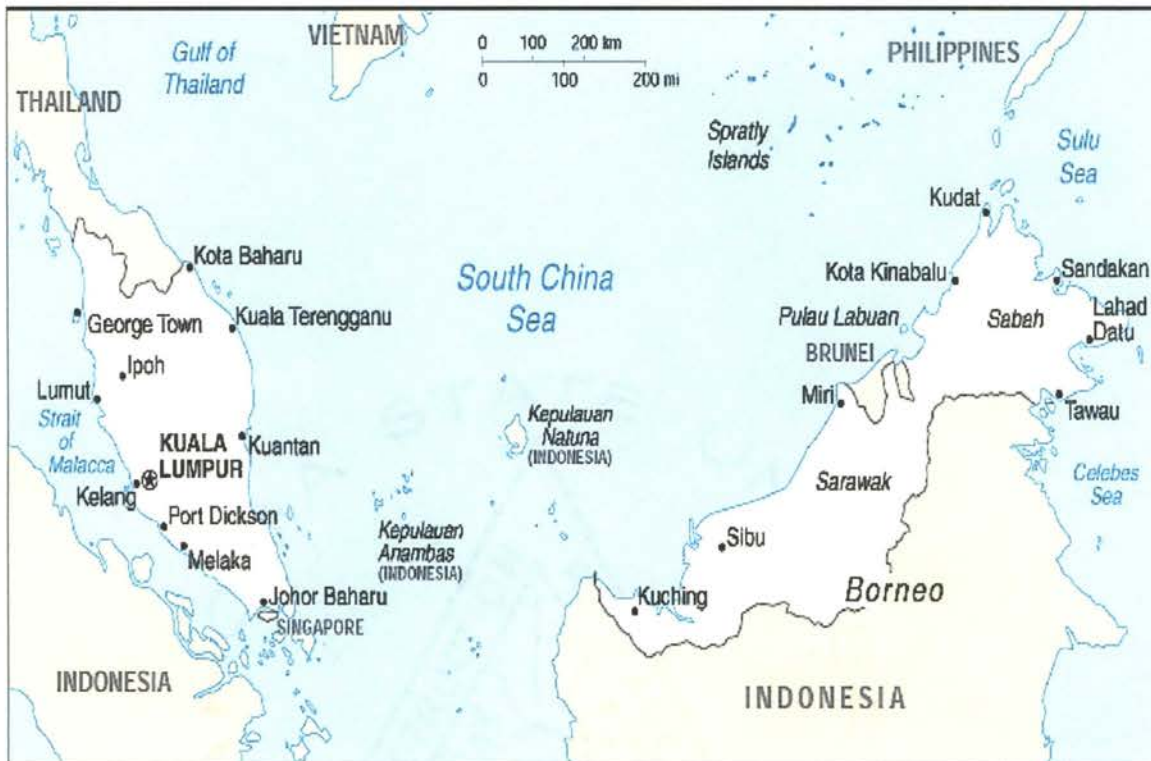 VIETNAM
Gulf of
Thailand
THAILAND
0 100 200 km
0 100 200 mi
PHILIPPINES
Spratly
Islands
Sulu
Sea
Kudat
Kota Baharu
South China
Sea
Kota Kinabalu
Sandakan
George Town
Kuala Terengganu
Pulau Labuan
Sabah
Lahad
Datu
BRUNEI
Ipoh
Lumut
Miri
Tawau
Strait
of
Malacca
KUALA
LUMPUR
Kuantan
Kepulauan
Natuna
(INDONESIA)
Kelang
Sarawak
Celebes
Sea
Port Dickson
Melaka
Kepulauan
Anambas
(INDONESIA)
Sibu
Johor Baharu
SINGAPORE
Kuching
Borneo
INDONESIA
INDONESIA